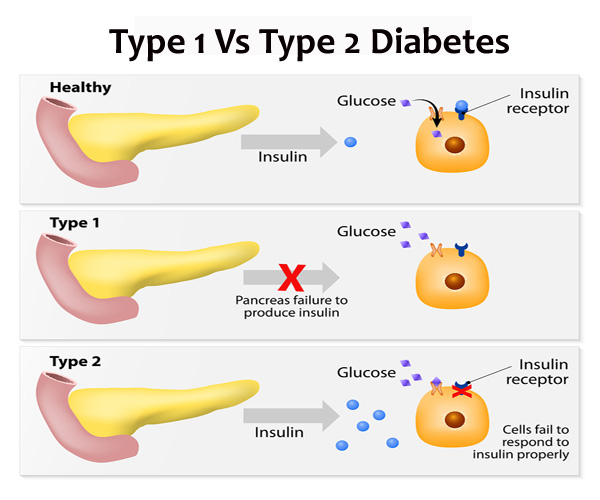 Type 1 Vs Type 2 Diabetes
Healthy
Glucose
Insulin
receptor
Insulin
Type 1
Glucose
Pancreas failure to
produce insulin
Type 2
Glucose
Insulin
receptor
Insulin
Cells fail to
respond to
insulin properly